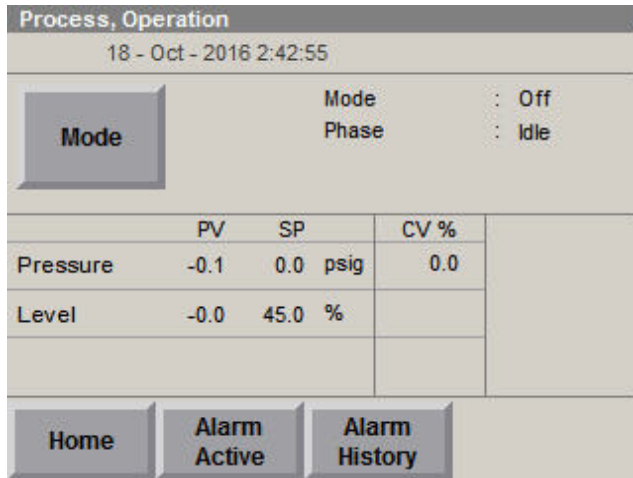 Process, Operation
18 - Oct - 2016 2:42:55
Mode
Mode : Off
Phase : Idle
PV SP CV %
Pressure -0.1 0.0 psig 0.0
Level -0.0 45.0 %
Home
Alarm Active
Alarm History